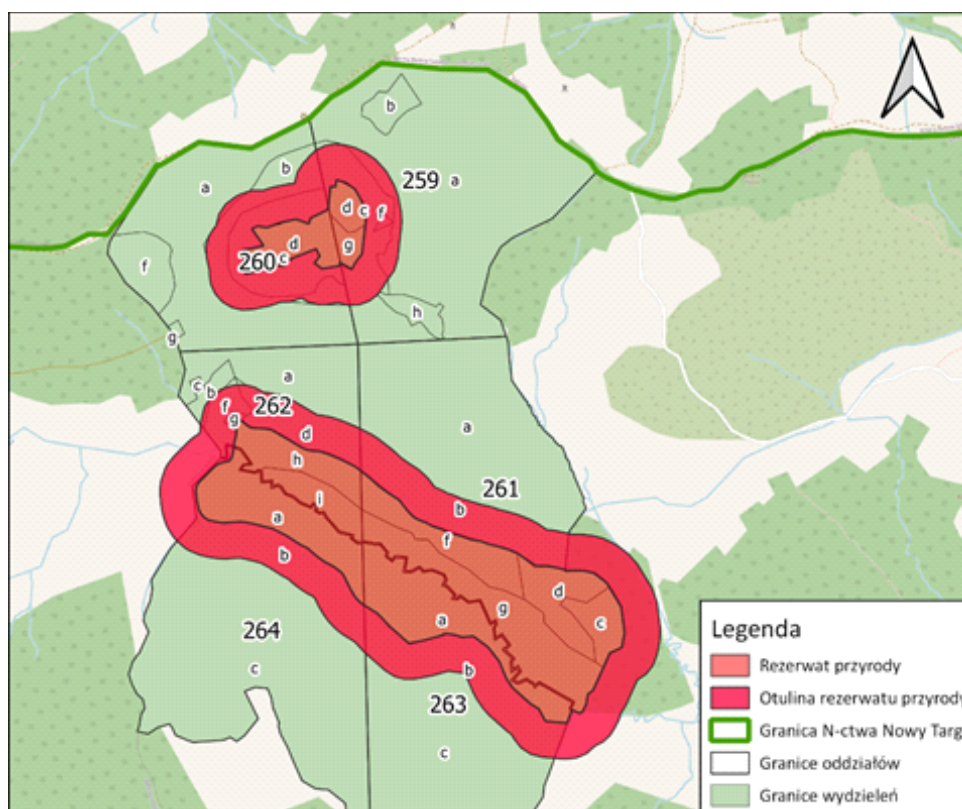 b
b
a
259
a
d
c
f
d
g
260
c
f
h
g
a
c
b
f
262
g
d
a
h
261
i
b
a
f
b
d
g
c
a
264
b
c
263
c
Legenda
Rezerwat przyrody
Otulina rezerwatu przyrody
Granica N-ctwa Nowy Targ
Granice oddziałów
Granice wydzieleń